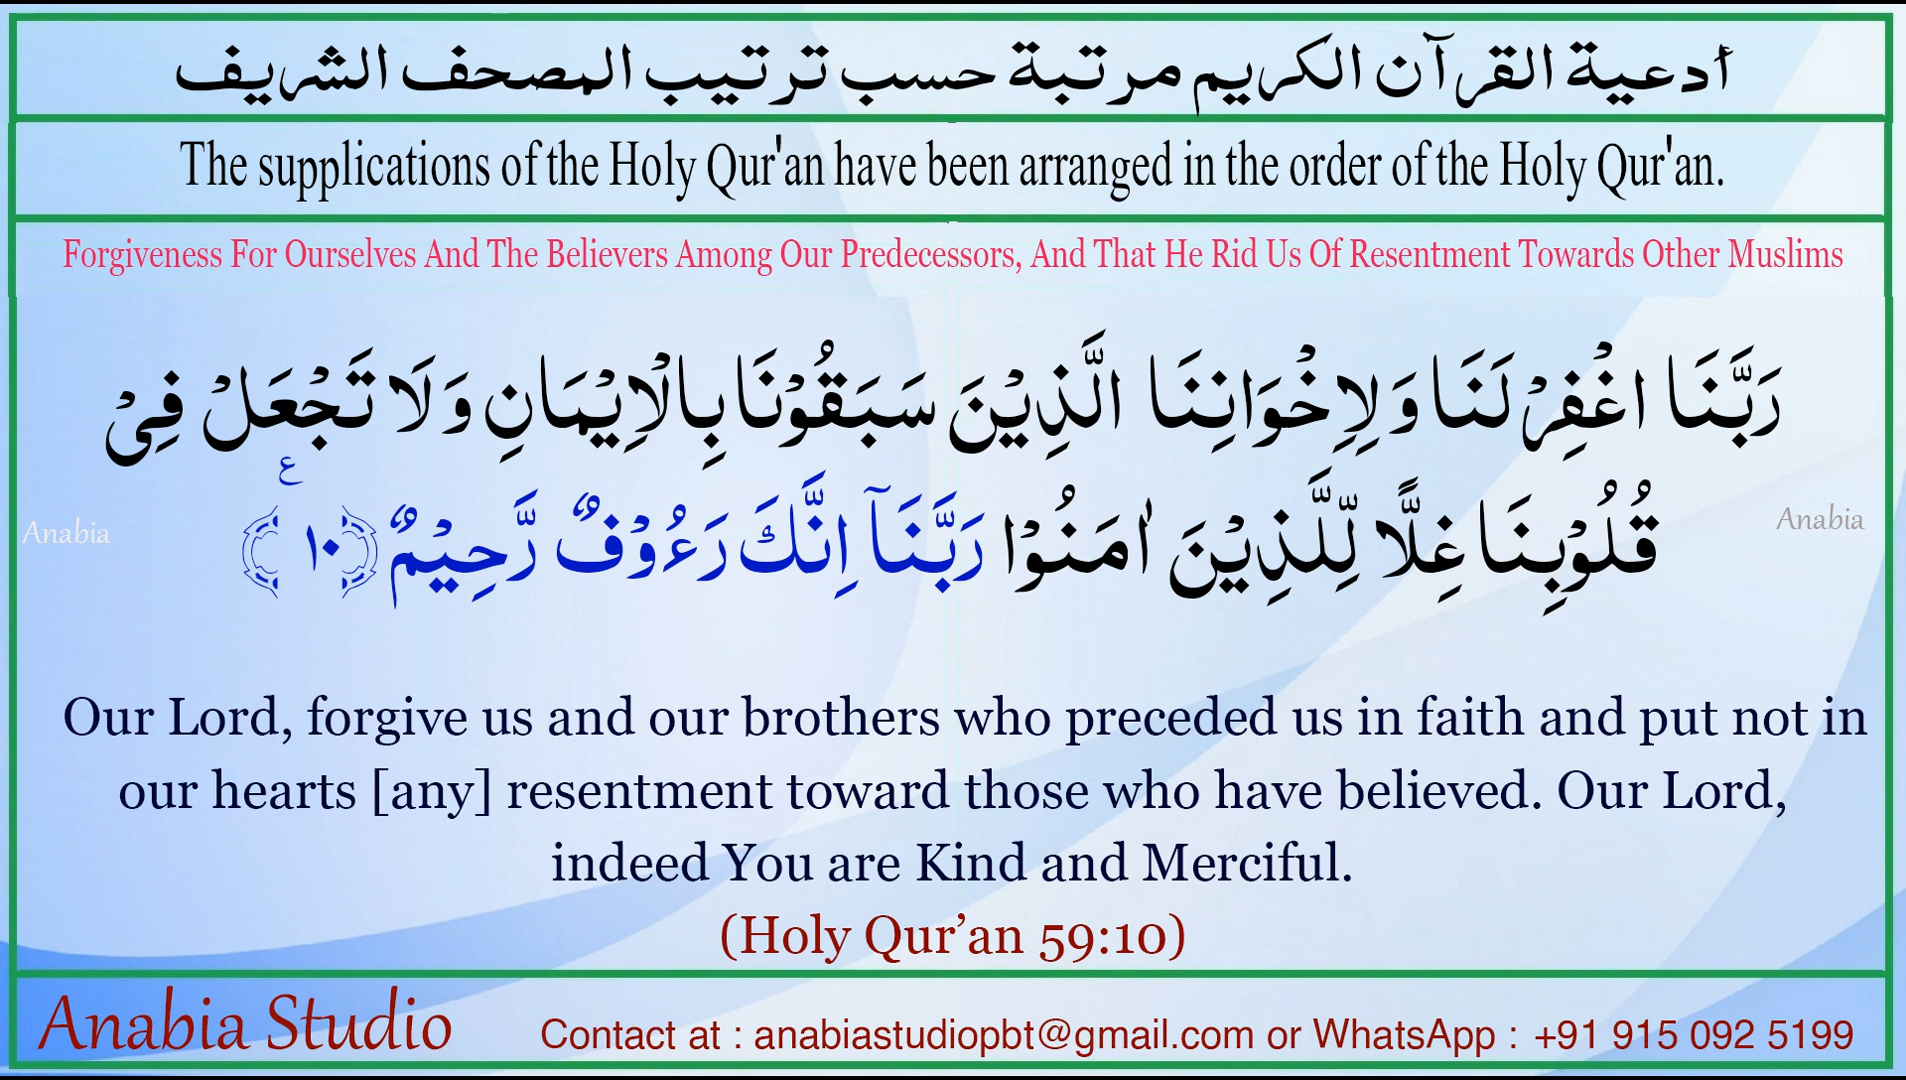 أدعية القرآن الكريم مرتبة حسب ترتيب المصحف الشريف
The supplications of the Holy Qur'an have been arranged in the order of the Holy Qur'an.
Forgiveness For Ourselves And The Believers Among Our Predecessors, And That He Rid Us Of Resentment Towards Other Muslims
رَبَّنَا اغْفِرْ لَنَا وَلِاِخْوَانِنَا الَّذِيْنَ سَبَقُوْنَا بِالْاِيْمَانِ وَلَا تَجْعَلْ فِىْ
قُلُوْبِنَا غِلًّا لِّلَّذِيْنَ اٰمَنُوْا رَبَّنَاۤ اِنَّكَ رَءُوْفٌ رَّحِيْمٌ ﴿۱۰﴾ ع
Anabia
Anabia
Our Lord, forgive us and our brothers who preceded us in faith and put not in
our hearts [any] resentment toward those who have believed. Our Lord,
indeed You are Kind and Merciful.
(Holy Qur’an 59:10)
Anabia Studio
Contact at : anabiastudiopbt@gmail.com or WhatsApp : +91 915 092 5199